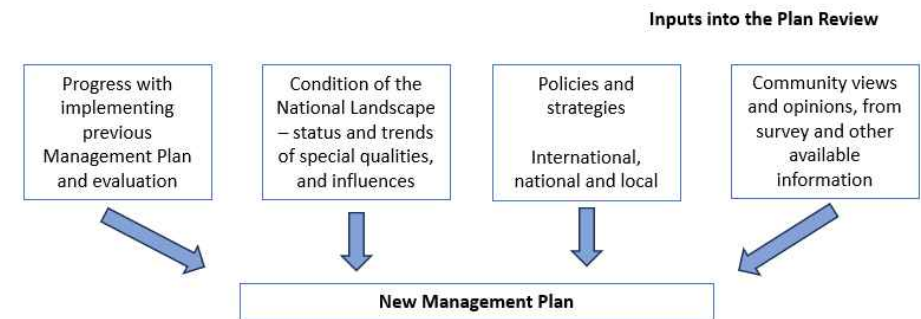 Inputs into the Plan Review
Progress with
implementing
previous
Management Plan
and evaluation
Condition of the
National Landscape
– status and trends
of special qualities,
and influences
Policies and
strategies
International,
national and local
Community views
and opinions, from
survey and other
available
information
New Management Plan